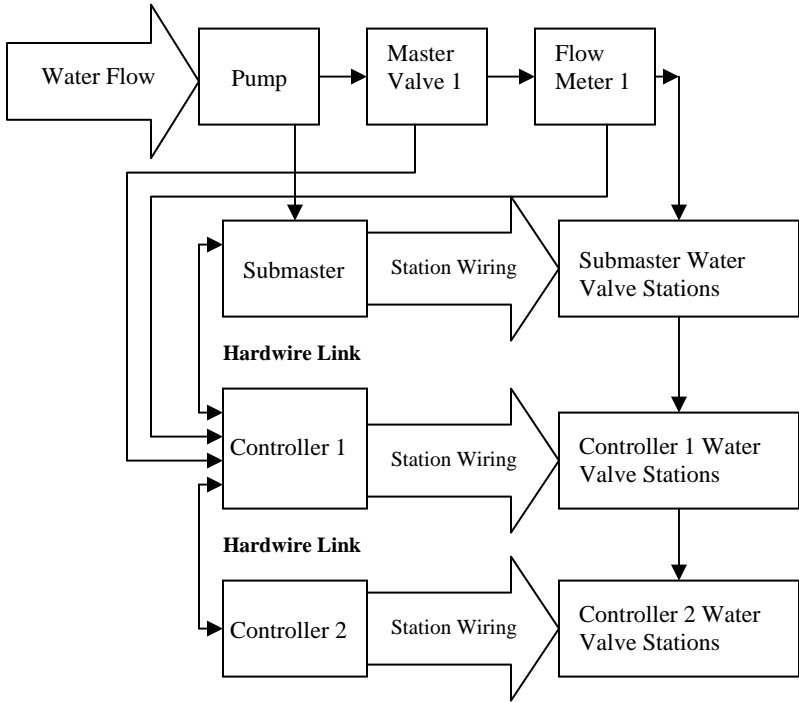 Water Flow
Pump
Master
Valve 1
Flow
Meter 1
Submaster
Station Wiring
Submaster Water
Valve Stations
Hardwire Link
Controller 1
Station Wiring
Controller 1 Water
Valve Stations
Hardwire Link
Controller 2
Station Wiring
Controller 2 Water
Valve Stations